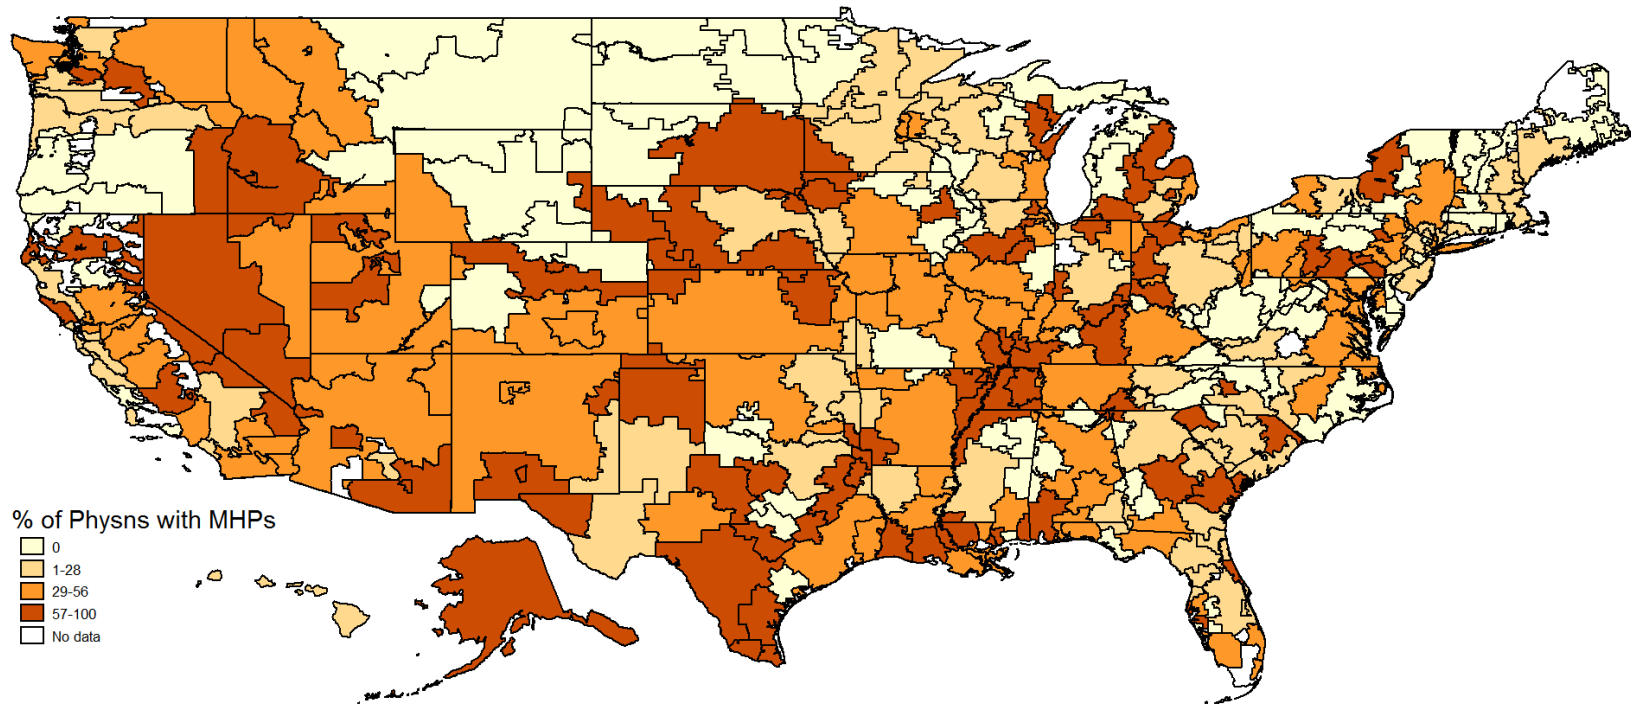 % of Physns with MHPs
0
1-28
29-56
57-100
No data